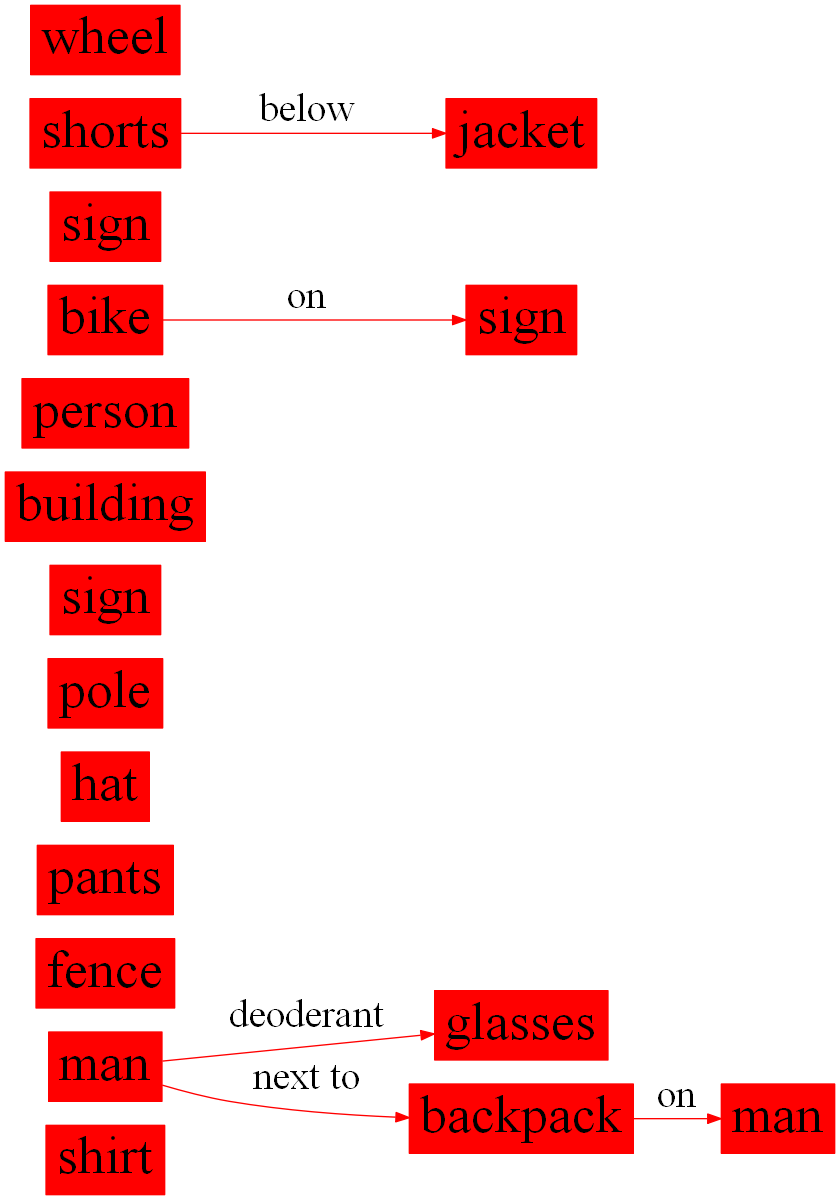 wheel
below
shorts
jacket
sign
on
bike
sign
person
building
sign
pole
hat
pants
fence
deoderant
glasses
man
next to
backpack
on
man
shirt